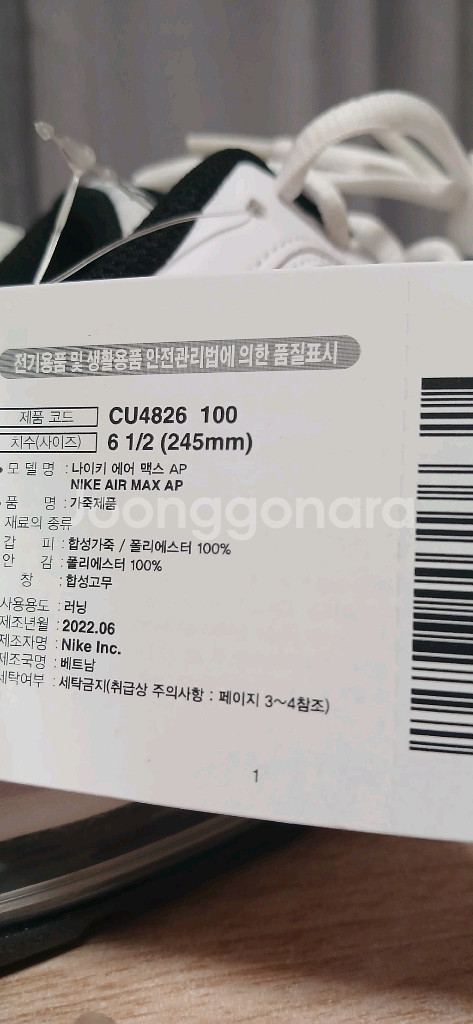 전기용품 및 생활용품 안전관리법에 의한 품질표시
제품 코드 CU4826 100
치수(사이즈) 6 1/2 (245mm)
모 델 명 : 나이키 에어 맥스 AP
NIKE AIR MAX AP
품 명 : 가죽제품
재료의 종류
갑 피 : 합성가죽 / 폴리에스터 100%
안 감 : 폴리에스터 100%
창 : 합성고무
사용용도 : 러닝
제조년월 : 2022.06
제조자명 : Nike Inc.
제조국명 : 베트남
세탁여부 : 세탁금지(취급상 주의사항 : 페이지 3~4참조)
1
Joonggonara